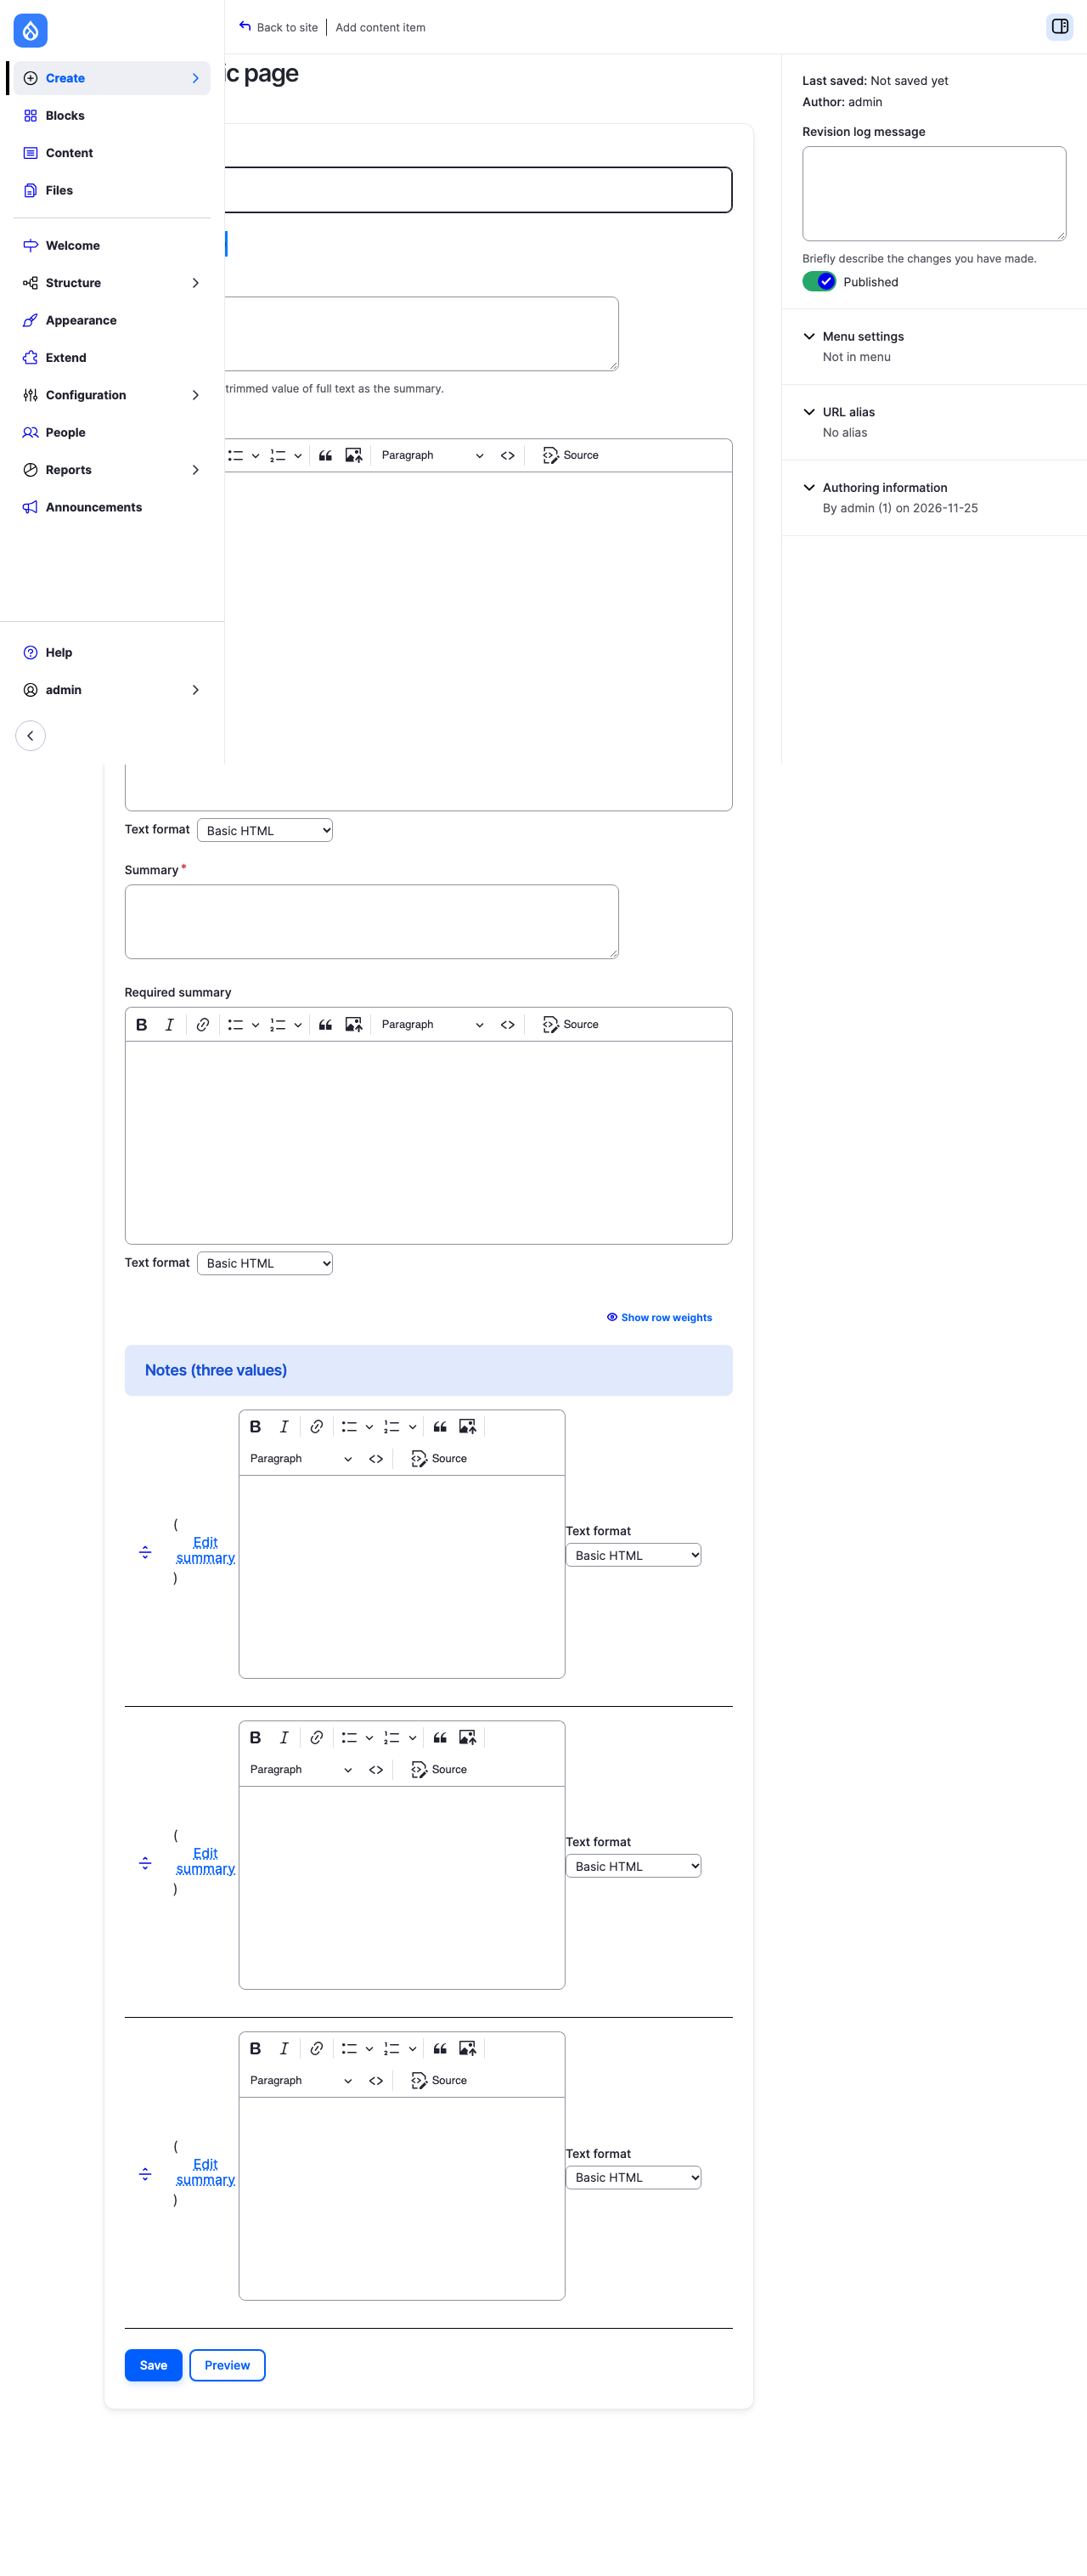 Back to site
Add content item
Create
Blocks
Content
Files
Welcome
Structure
Appearance
Extend
Configuration
People
Reports
Announcements
Help
admin
ic page
trimmed value of full text as the summary.
Paragraph
Source
Text format
Basic HTML
Summary*
Required summary
Paragraph
Source
Text format
Basic HTML
Show row weights
Notes (three values)
(
Edit
summary
)
Paragraph
Source
Text format
Basic HTML
(
Edit
summary
)
Paragraph
Source
Text format
Basic HTML
(
Edit
summary
)
Paragraph
Source
Text format
Basic HTML
Save
Preview
Last saved: Not saved yet
Author: admin
Revision log message
Briefly describe the changes you have made.
Published
Menu settings
Not in menu
URL alias
No alias
Authoring information
By admin (1) on 2026-11-25